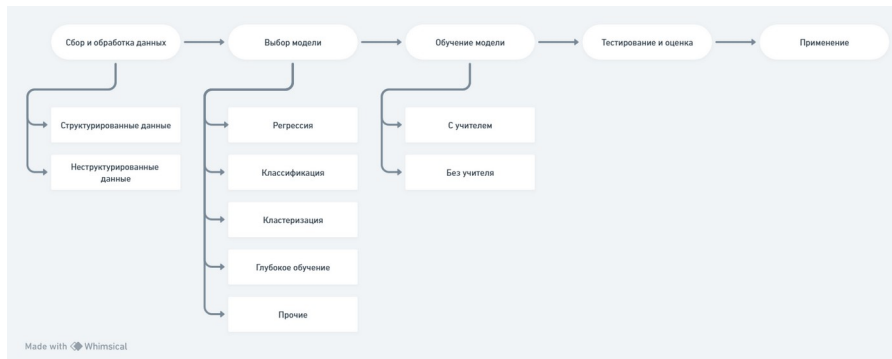 Сбор и обработка данных
Выбор модели
Обучение модели
Тестирование и оценка
Применение
Структурированные данные
Неструктурированные
данные
Регрессия
Классификация
Кластеризация
Глубокое обучение
Прочие
С учителем
Без учителя
Made with Whimsical